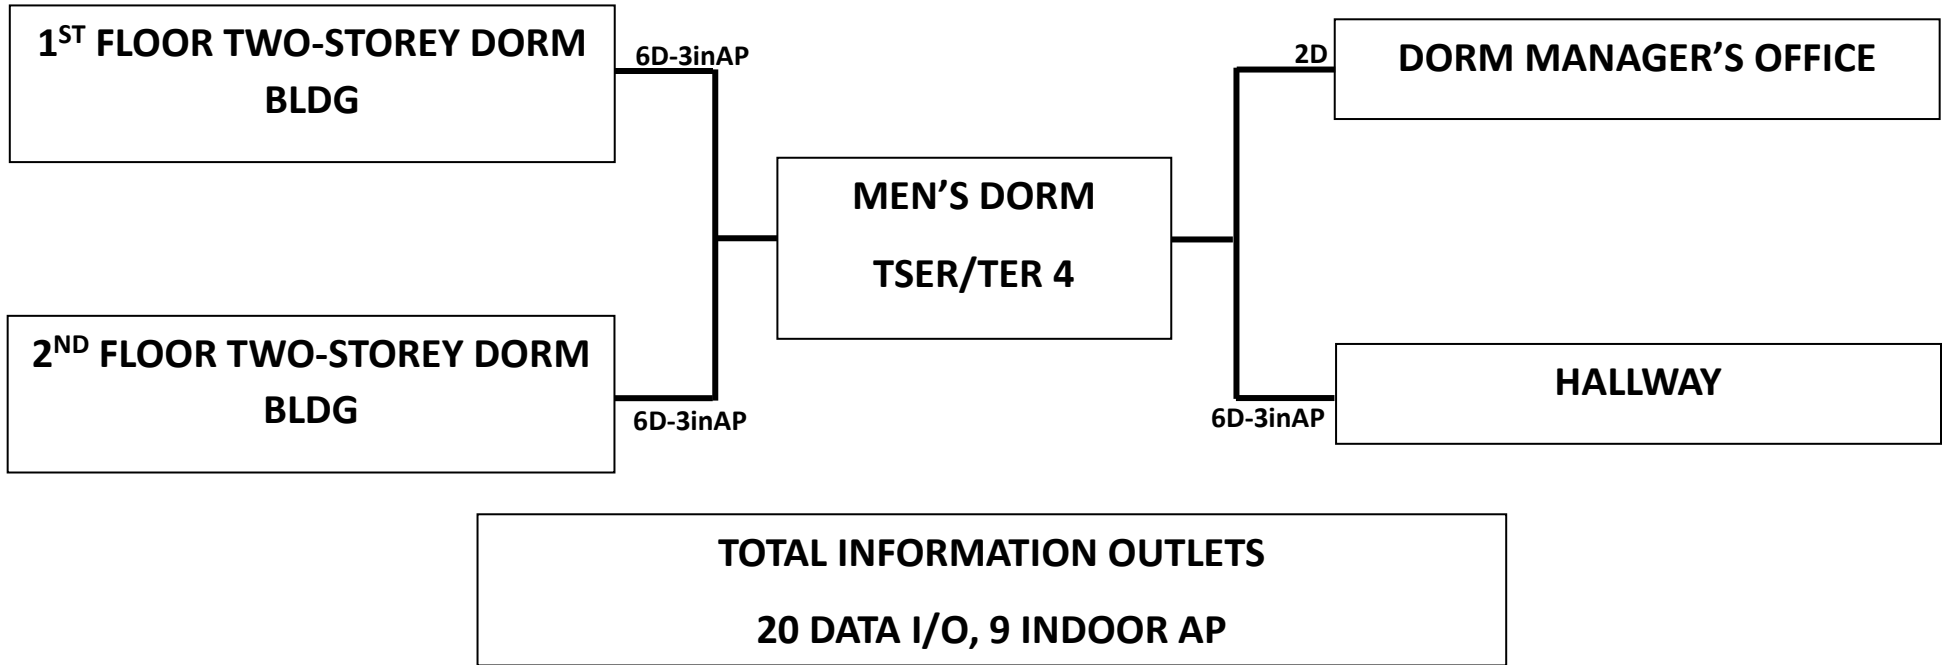 1ST FLOOR TWO-STOREY DORM
BLDG
6D-3inAP
2D
DORM MANAGER’S OFFICE
MEN’S DORM
TSER/TER 4
2ND FLOOR TWO-STOREY DORM
BLDG
6D-3inAP
6D-3inAP
HALLWAY
TOTAL INFORMATION OUTLETS
20 DATA I/O, 9 INDOOR AP